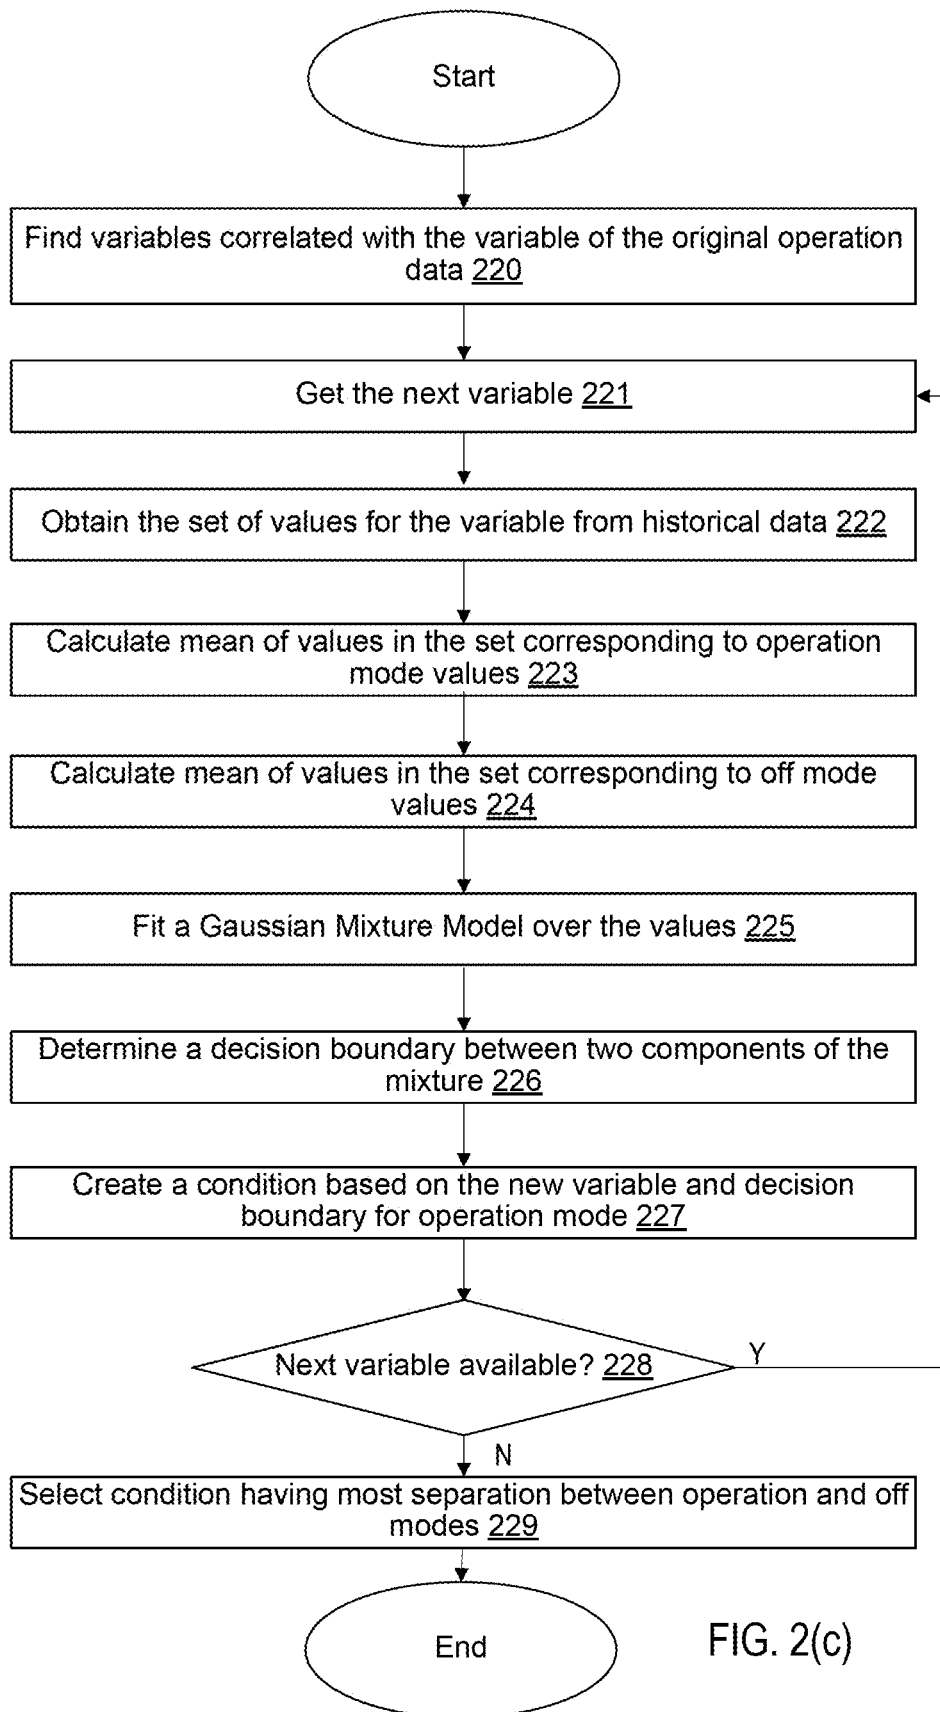 Start
Find variables correlated with the variable of the original operation
data 220
Get the next variable 221
Obtain the set of values for the variable from historical data 222
Calculate mean of values in the set corresponding to operation
mode values 223
Calculate mean of values in the set corresponding to off mode
values 224
Fit a Gaussian Mixture Model over the values 225
Determine a decision boundary between two components of the
mixture 226
Create a condition based on the new variable and decision
boundary for operation mode 227
Next variable available? 228
Y
N
Select condition having most separation between operation and off
modes 229
End
FIG. 2(c)